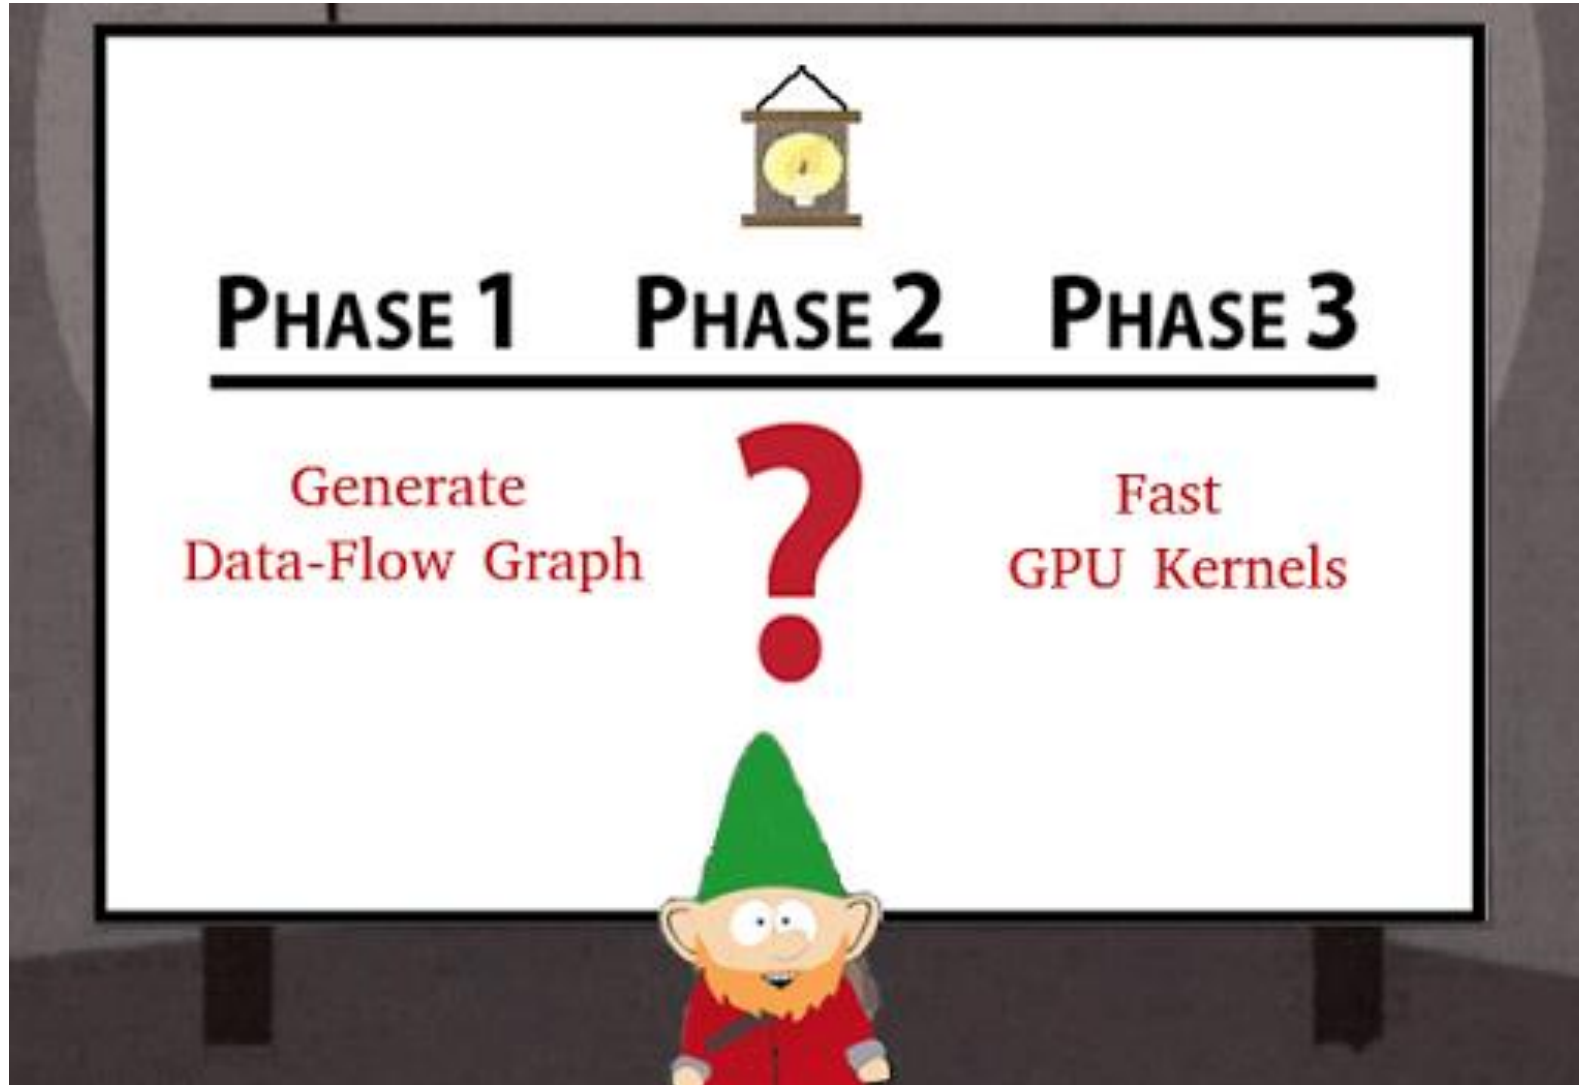 PHASE 1 PHASE 2 PHASE 3
Generate
Data-Flow Graph
?
Fast
GPU Kernels